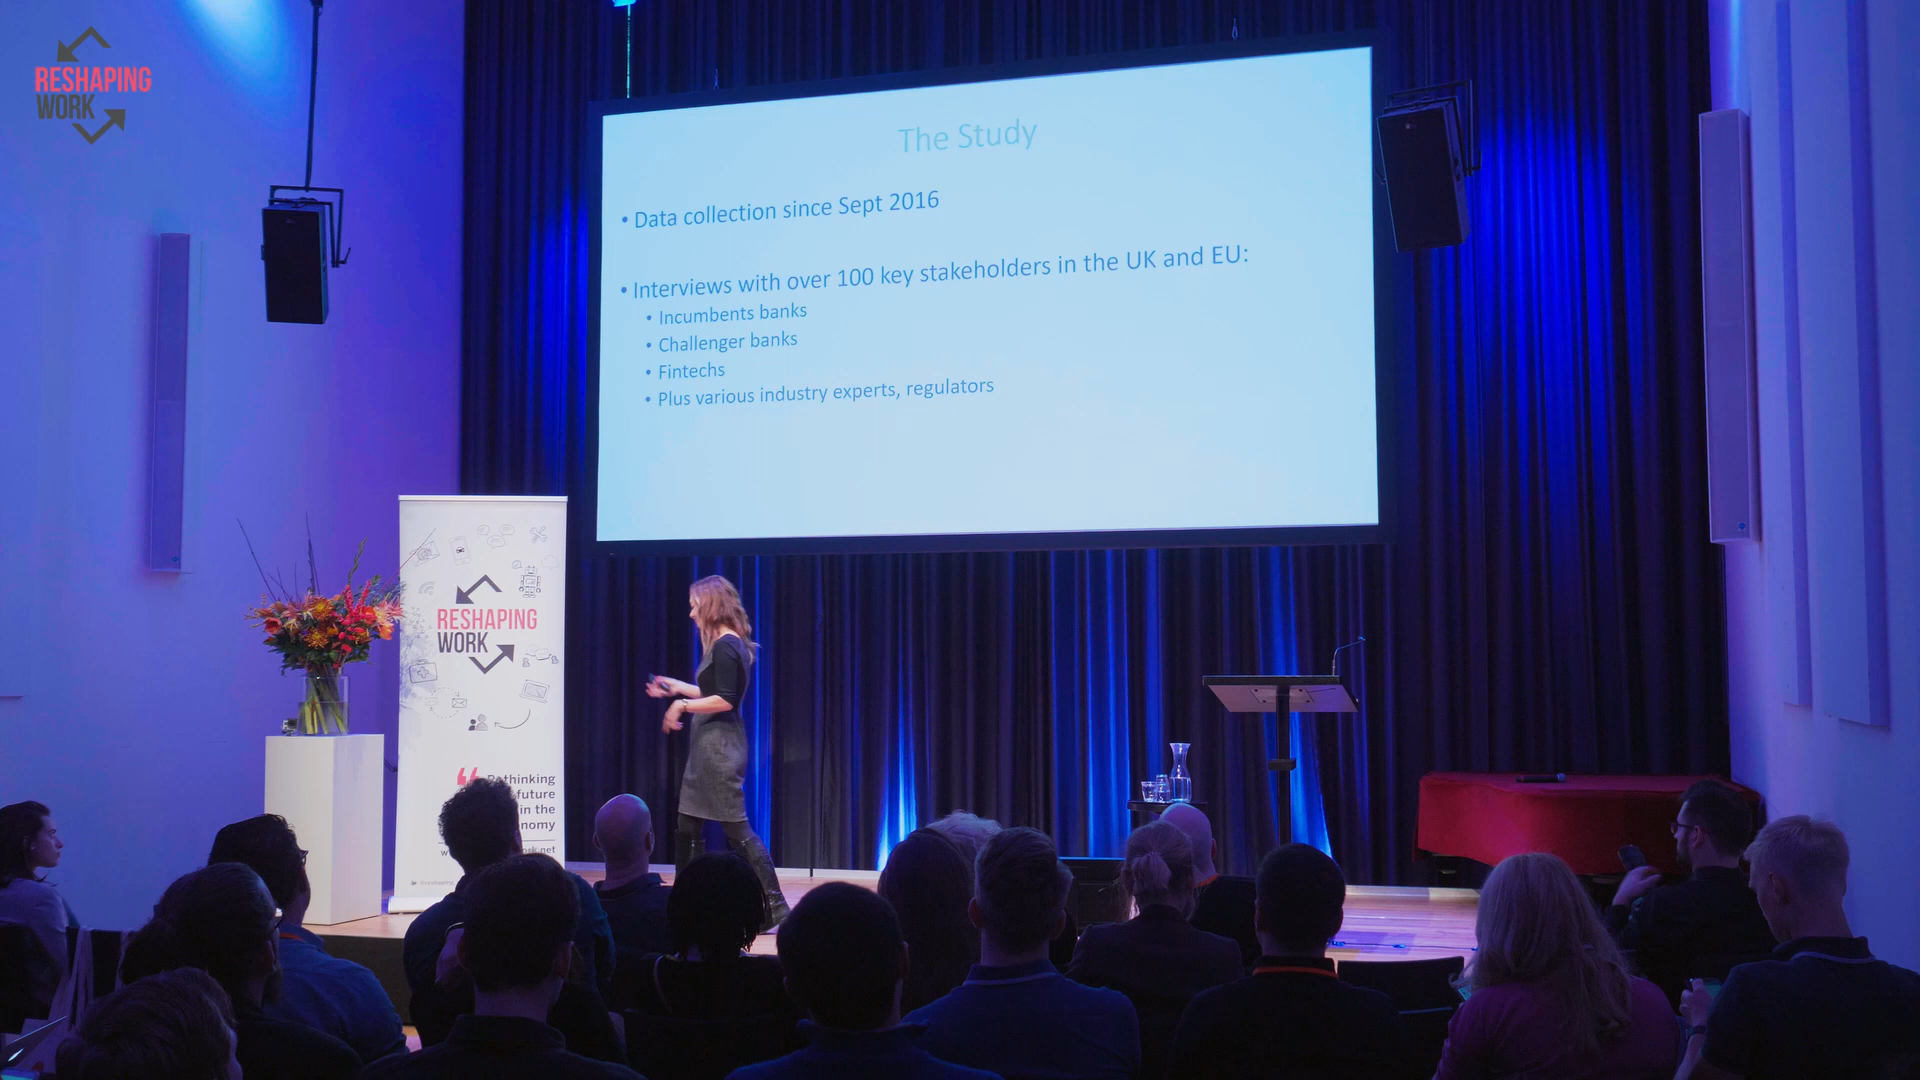 RESHAPING
WORK
The Study
• Data collection since Sept 2016
• Interviews with over 100 key stakeholders in the UK and EU:
• Incumbents banks
• Challenger banks
• Fintechs
• Plus various industry experts, regulators
RESHAPING
WORK
“ Rethinking
future
in the